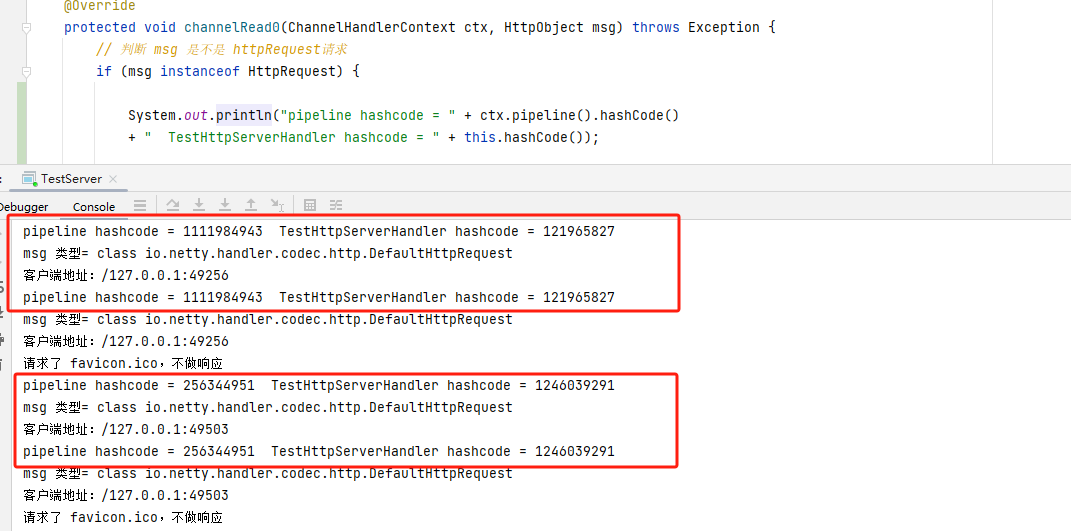 @Override
protected void channelRead0(ChannelHandlerContext ctx, HttpObject msg) throws Exception {
// 判断 msg 是不是 httpRequest请求
if (msg instanceof HttpRequest) {
System.out.println("pipeline hashcode = " + ctx.pipeline().hashCode()
+ "  TestHttpServerHandler hashcode = " + this.hashCode());
: TestServer ×
Debugger Console
pipeline hashcode = 1111984943  TestHttpServerHandler hashcode = 121965827
msg 类型= class io.netty.handler.codec.http.DefaultHttpRequest
客户端地址：/127.0.0.1:49256
pipeline hashcode = 1111984943  TestHttpServerHandler hashcode = 121965827
msg 类型= class io.netty.handler.codec.http.DefaultHttpRequest
客户端地址：/127.0.0.1:49256
请求了 favicon.ico，不做响应
pipeline hashcode = 256344951  TestHttpServerHandler hashcode = 1246039291
msg 类型= class io.netty.handler.codec.http.DefaultHttpRequest
客户端地址：/127.0.0.1:49503
pipeline hashcode = 256344951  TestHttpServerHandler hashcode = 1246039291
msg 类型= class io.netty.handler.codec.http.DefaultHttpRequest
客户端地址：/127.0.0.1:49503
请求了 favicon.ico，不做响应